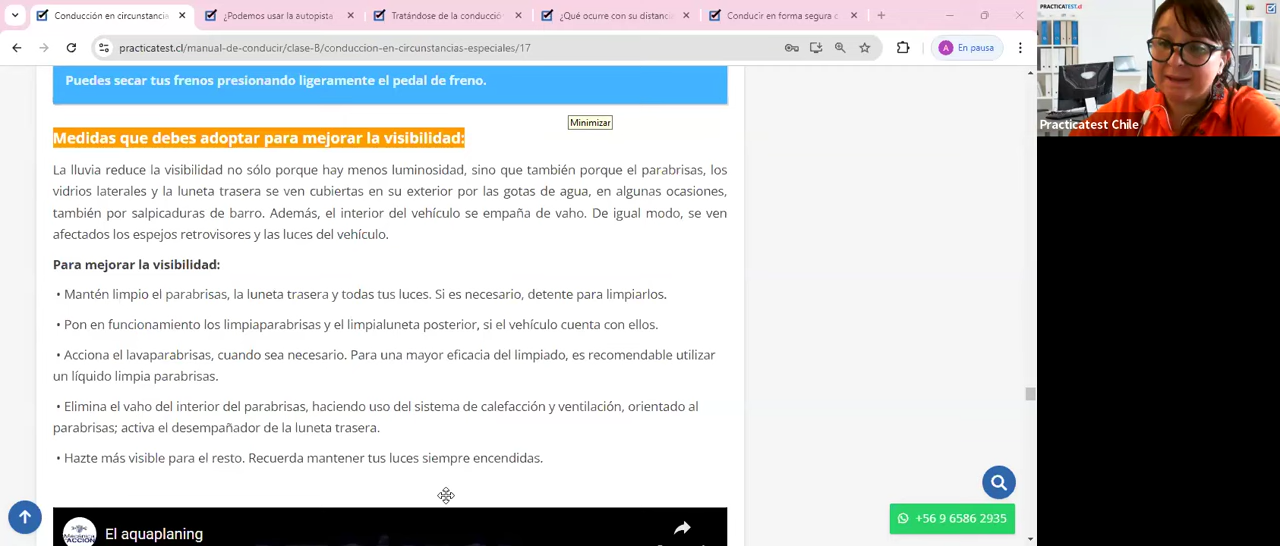 Conducción en circunstancias
¿Podemos usar la autopista
Tratándose de la conducción
¿Qué ocurre con su distanci
Conducir en forma segura d
practicatest.cl/manual-de-conducir/clase-B/conduccion-en-circunstancias-especiales/17
A En pausa
PRACTICATEST.cl
Practicatest Chile
Puedes secar tus frenos presionando ligeramente el pedal de freno.
Minimizar
Medidas que debes adoptar para mejorar la visibilidad:
La lluvia reduce la visibilidad no sólo porque hay menos luminosidad, sino que también porque el parabrisas, los
vidrios laterales y la luneta trasera se ven cubiertas en su exterior por las gotas de agua, en algunas ocasiones,
también por salpicaduras de barro. Además, el interior del vehículo se empaña de vaho. De igual modo, se ven
afectados los espejos retrovisores y las luces del vehículo.
Para mejorar la visibilidad:
• Mantén limpio el parabrisas, la luneta trasera y todas tus luces. Si es necesario, detente para limpiarlos.
• Pon en funcionamiento los limpiaparabrisas y el limpialuneta posterior, si el vehículo cuenta con ellos.
• Acciona el lavaparabrisas, cuando sea necesario. Para una mayor eficacia del limpiado, es recomendable utilizar
un líquido limpia parabrisas.
• Elimina el vaho del interior del parabrisas, haciendo uso del sistema de calefacción y ventilación, orientado al
parabrisas; activa el desempañador de la luneta trasera.
• Hazte más visible para el resto. Recuerda mantener tus luces siempre encendidas.
+56 9 6586 2935
El aquaplaning